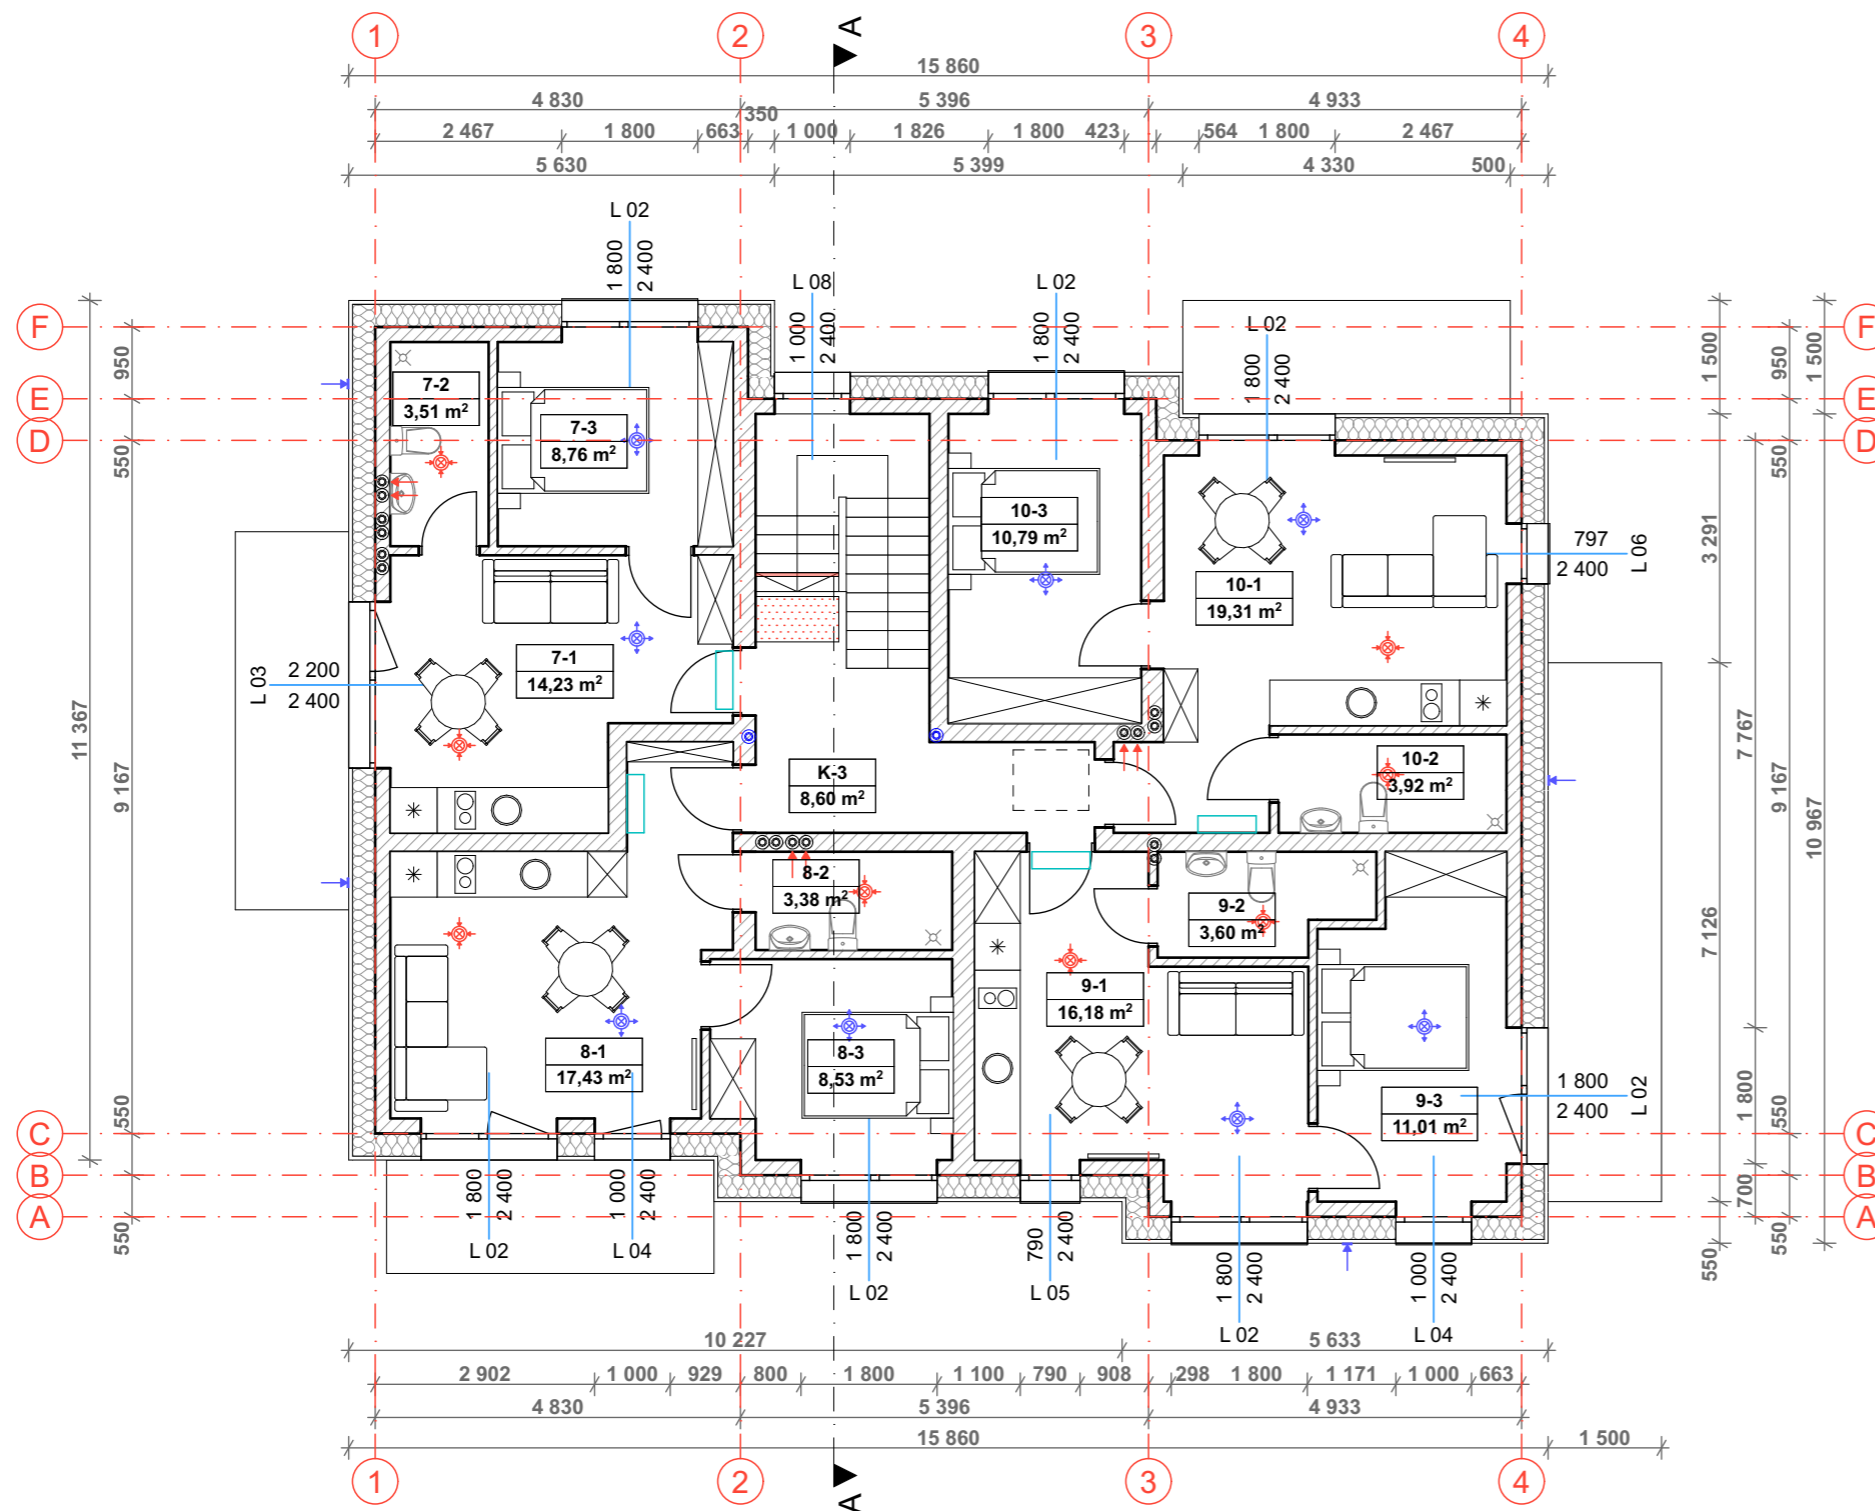 1 2 A 3 4
15 860
4 830 5 396 4 933
350
2 467 1 800 663 1 000 1 826 1 800 423 564 1 800 2 467
5 630 5 399 4 330 500
L 02
1 800
2 400
L 08
1 000
2 400
L 02
1 800
2 400
L 02
1 800
2 400
F F
E E
D D
950
550
11 367
9 167
550
550
1 500
950
1 500
550
3 291
7 767
9 167
10 967
7 126
1 800
550
700
550
550
7-2
3,51 m²
7-3
8,76 m²
10-3
10,79 m²
10-1
19,31 m²
797
2 400
L 06
7-1
14,23 m²
L 03
2 200
2 400
K-3
8,60 m²
10-2
3,92 m²
8-2
3,38 m²
9-2
3,60 m²
9-1
16,18 m²
8-1
17,43 m²
8-3
8,53 m²
9-3
11,01 m²
1 800
2 400
L 02
C C
B B
A A
1 800
2 400
L 02
1 000
2 400
L 04
1 800
2 400
L 02
790
2 400
L 05
1 800
2 400
L 02
1 000
2 400
L 04
10 227 5 633
2 902 1 000 929 800 1 800 1 100 790 908 298 1 800 1 171 1 000 663
4 830 5 396 4 933
15 860 1 500
1 2 A 3 4